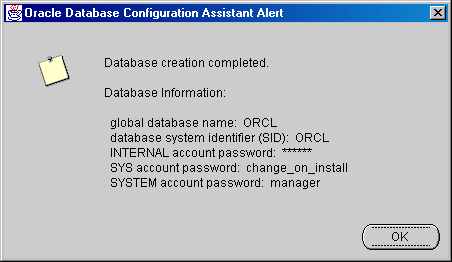 Oracle Database Configuration Assistant Alert
Database creation completed.
Database Information:
global database name: ORCL
database system identifier (SID): ORCL
INTERNAL account password: ******
SYS account password: change_on_install
SYSTEM account password: manager
OK